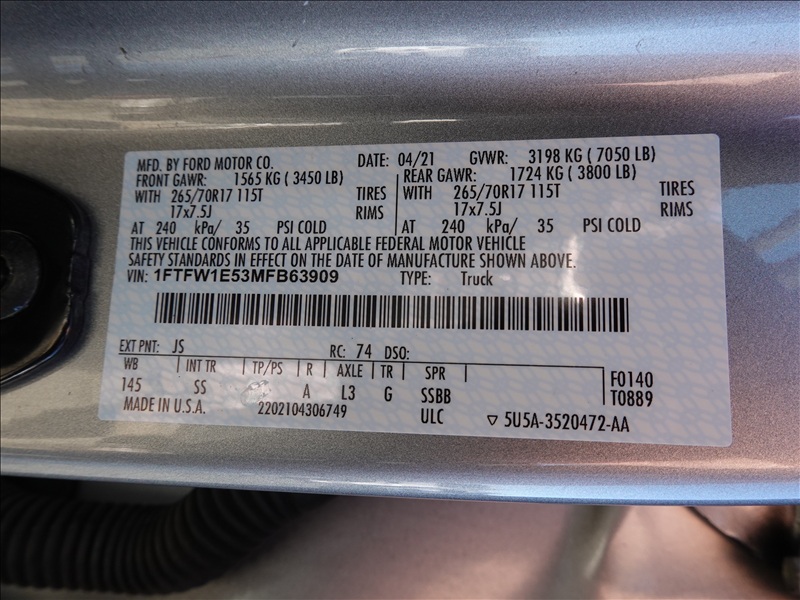 MFD. BY FORD MOTOR CO. DATE: 04/21 GVWR: 3198 KG ( 7050 LB)
FRONT GAWR: 1565 KG ( 3450 LB) REAR GAWR: 1724 KG ( 3800 LB)
WITH 265/70R17 115T TIRES WITH 265/70R17 115T TIRES
17x7.5J RIMS 17x7.5J RIMS
AT 240 kPa/ 35 PSI COLD AT 240 kPa/ 35 PSI COLD
THIS VEHICLE CONFORMS TO ALL APPLICABLE FEDERAL MOTOR VEHICLE
SAFETY STANDARDS IN EFFECT ON THE DATE OF MANUFACTURE SHOWN ABOVE.
VIN: 1FTFW1E53MFB63909 TYPE: Truck
EXT PNT: JS RC: 74 DSO:
WB INT TR TP/PS R AXLE TR SPR F0140
145 SS A L3 G SSBB T0889
MADE IN U.S.A. 2202104306749 ULC 5U5A-3520472-AA